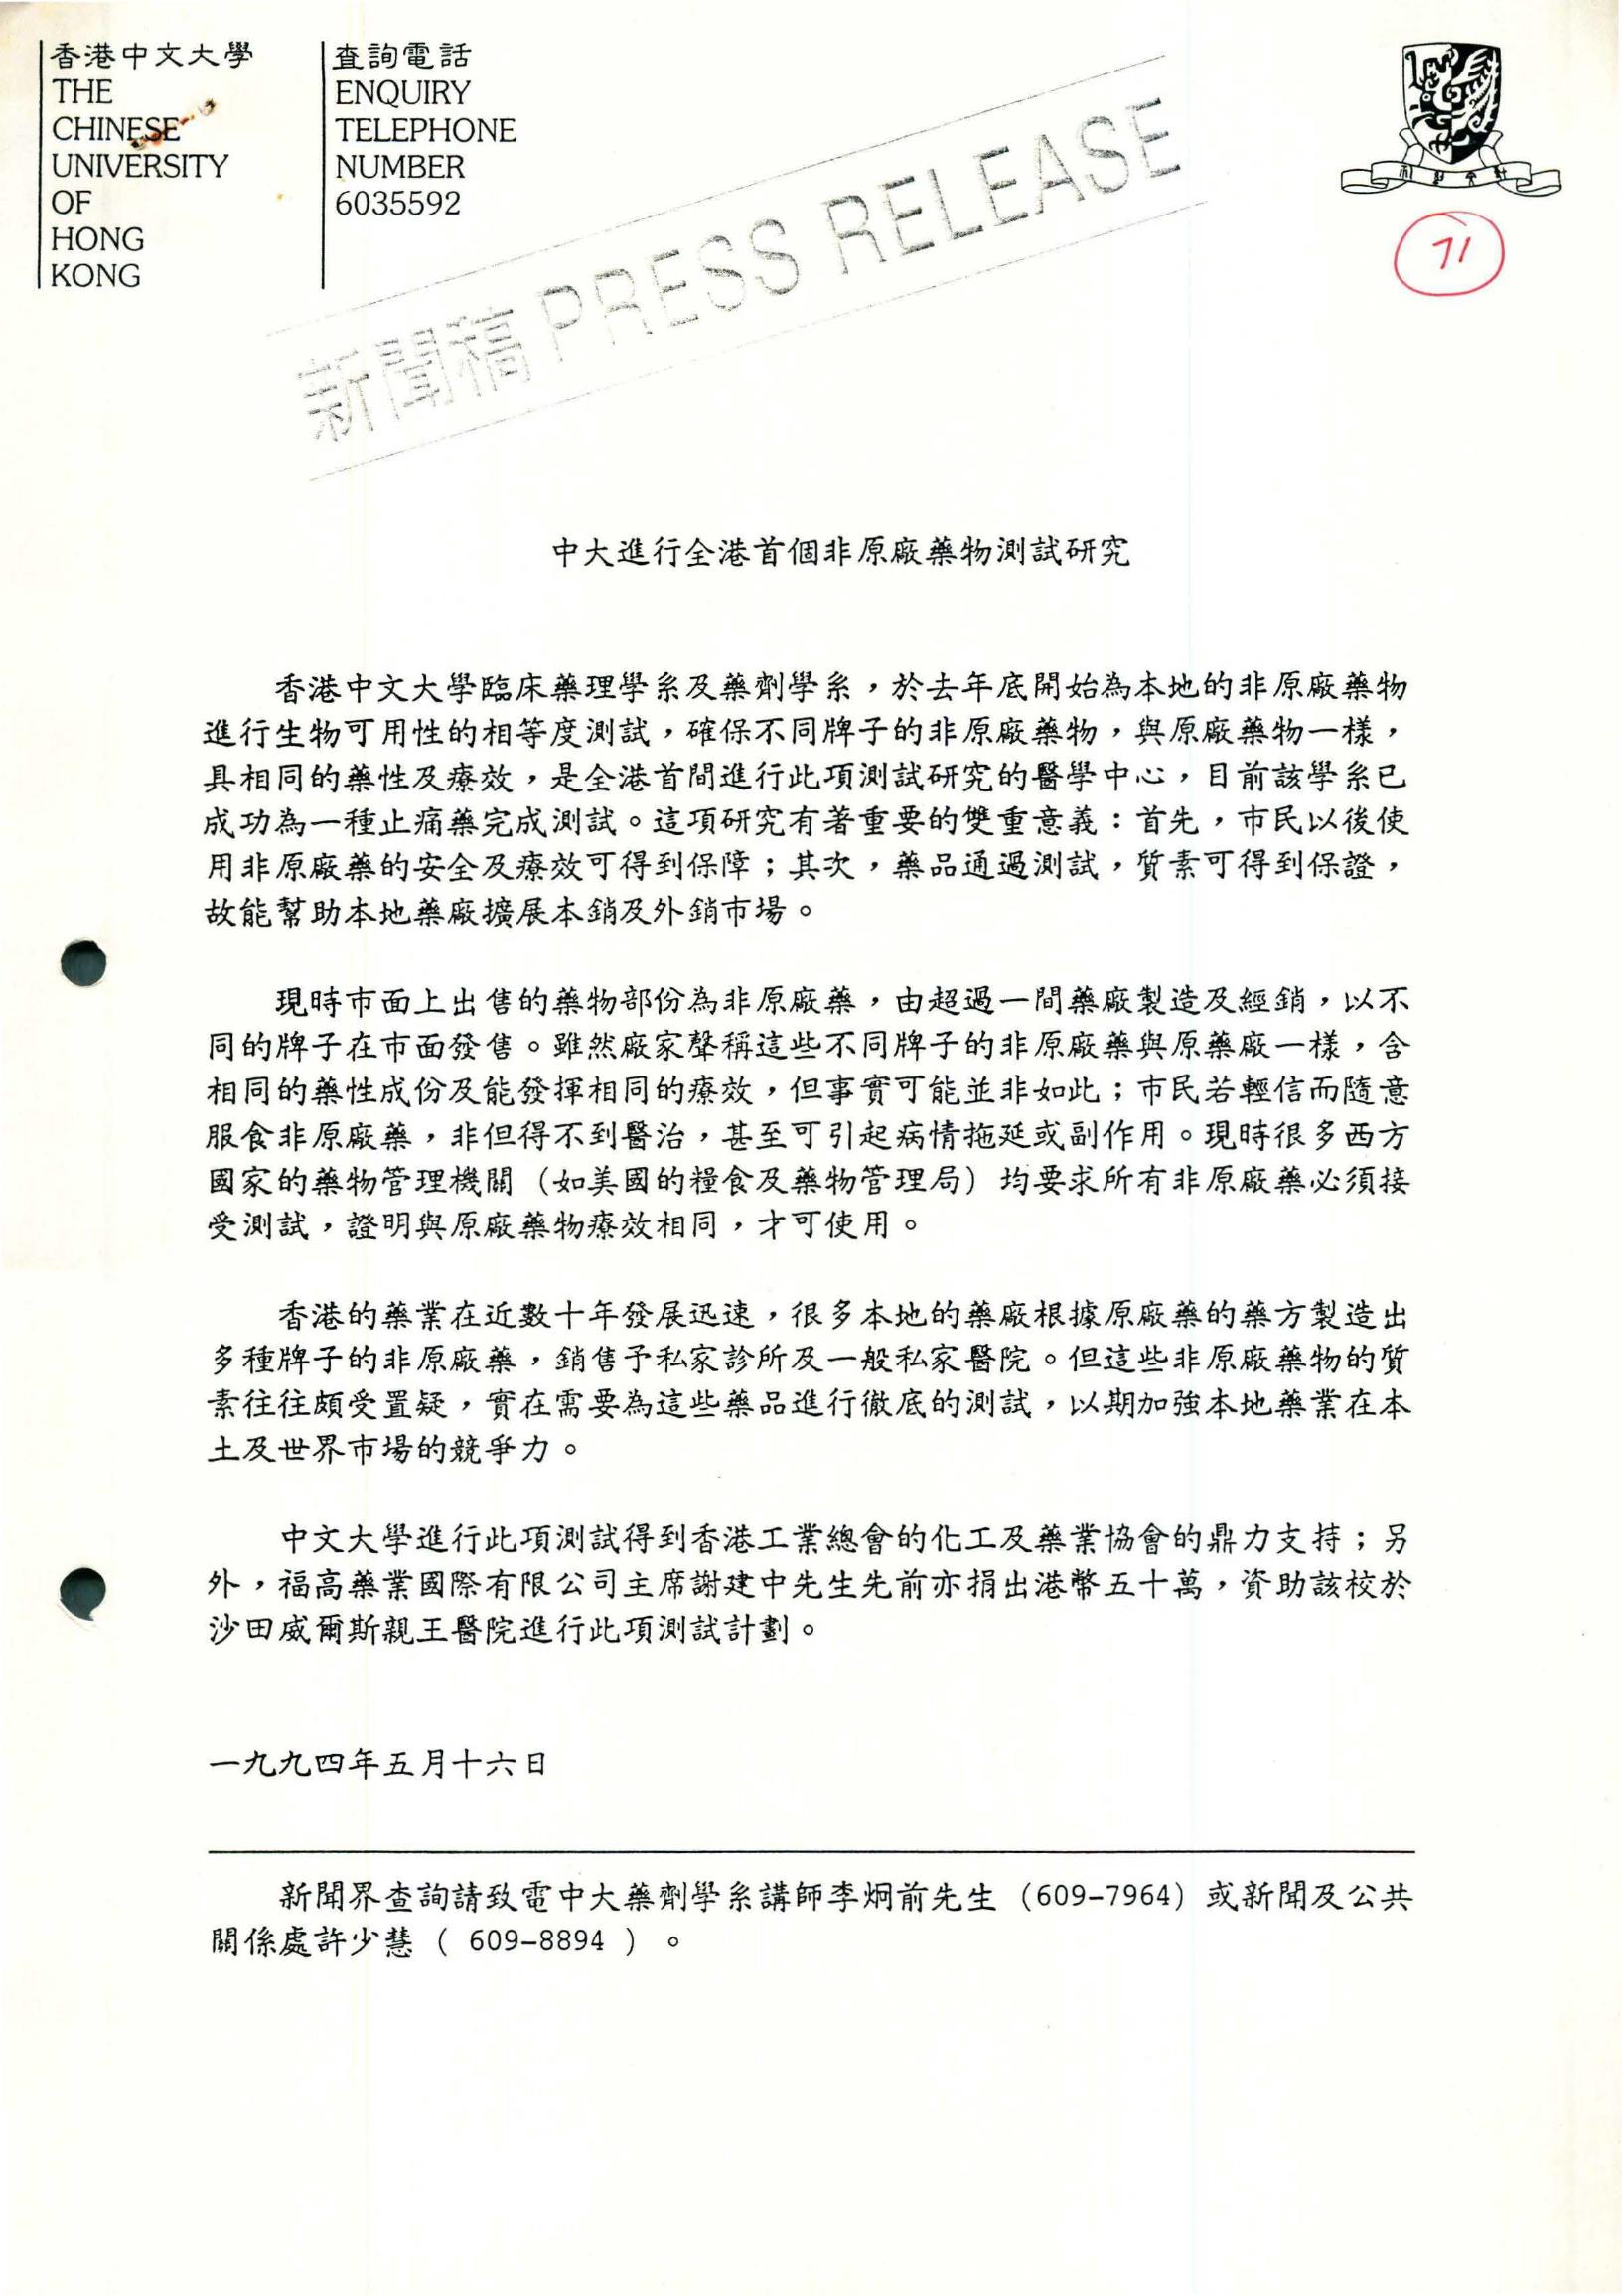 香港中文大學
THE
CHINESE
UNIVERSITY
OF
HONG
KONG
查詢電話
ENQUIRY
TELEPHONE
NUMBER
6035592
新聞稿 PRESS RELEASE
71
中大進行全港首個非原廠藥物測試研究
香港中文大學臨床藥理學系及藥劑學系，於去年底開始為本地的非原廠藥物
進行生物可用性的相等度測試，確保不同牌子的非原廠藥物，與原廠藥物一樣，
具相同的藥性及療效，是全港首間進行此項測試研究的醫學中心，目前該學系已
成功為一種止痛藥完成測試。這項研究有著重要的雙重意義：首先，市民以後使
用非原廠藥的安全及療效可得到保障；其次，藥品通過測試，質素可得到保證，
故能幫助本地藥廠擴展本銷及外銷市場。
現時市面上出售的藥物部份為非原廠藥，由超過一間藥廠製造及經銷，以不
同的牌子在市面發售。雖然廠家聲稱這些不同牌子的非原廠藥與原藥廠一樣，含
相同的藥性成份及能發揮相同的療效，但事實可能並非如此；市民若輕信而隨意
服食非原廠藥，非但得不到醫治，甚至可引起病情拖延或副作用。現時很多西方
國家的藥物管理機關（如美國的糧食及藥物管理局）均要求所有非原廠藥必須接
受測試，證明與原廠藥物療效相同，才可使用。
香港的藥業在近數十年發展迅速，很多本地的藥廠根據原廠藥的藥方製造出
多種牌子的非原廠藥，銷售予私家診所及一般私家醫院。但這些非原廠藥物的質
素往往頗受置疑，實在需要為這些藥品進行徹底的測試，以期加強本地藥業在本
土及世界市場的競爭力。
中文大學進行此項測試得到香港工業總會的化工及藥業協會的鼎力支持；另
外，福高藥業國際有限公司主席謝建中先生先前亦捐出港幣五十萬，資助該校於
沙田威爾斯親王醫院進行此項測試計劃。
一九九四年五月十六日
新聞界查詢請致電中大藥劑學系講師李炯前先生（609-7964）或新聞及公共
關係處許少慧（ 609-8894 ）。